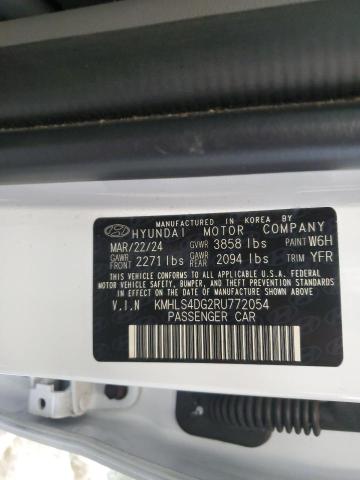 MANUFACTURED IN KOREA BY
HYUNDAI MOTOR COMPANY
MAR/22/24 GVWR 3858 lbs PAINT W6H
GAWR FRONT 2271 lbs GAWR REAR 2094 lbs TRIM YFR
THIS VEHICLE CONFORMS TO ALL APPLICABLE U.S.A. FEDERAL
MOTOR VEHICLE SAFETY, BUMPER, AND THEFT PREVENTION
STANDARDS IN EFFECT ON THE DATE OF MANUFACTURE SHOWN ABOVE.
V.I.N KMHLS4DG2RU772054
PASSENGER CAR